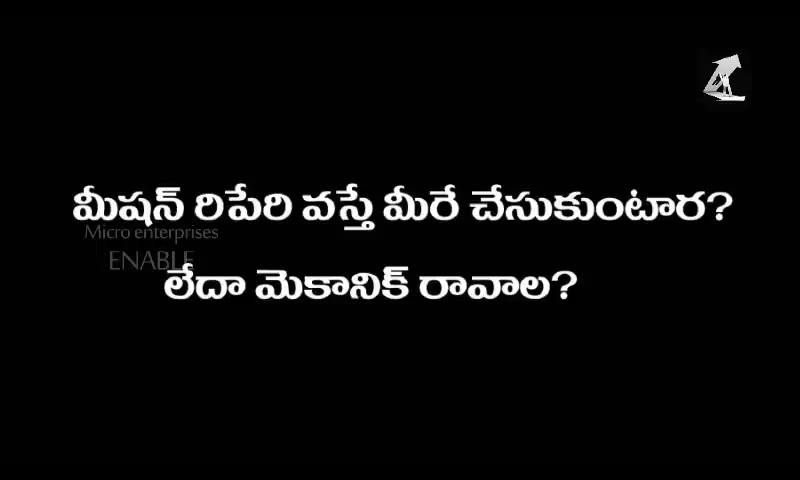 మీషన్ రిపేరి వస్తే మీరే చేసుకుంటార?
Micro enterprises
ENABLE
లేదా మెకానిక్ రావాల?